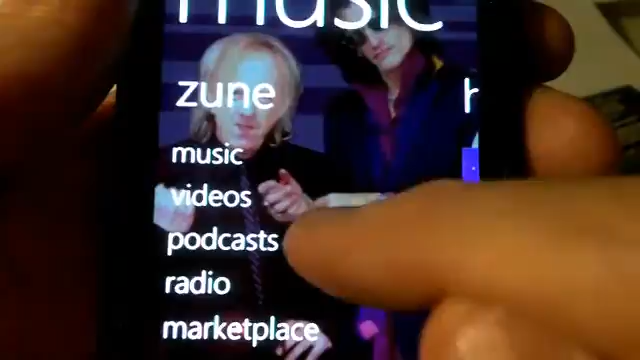 music
zune
music
videos
podcasts
radio
marketplace